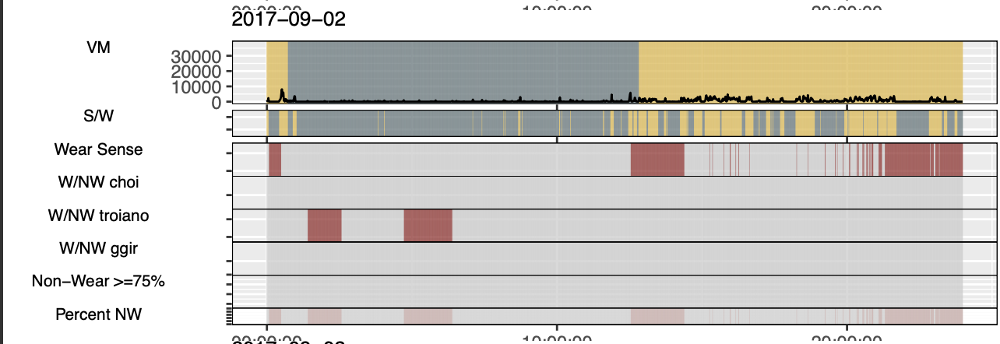 2017−09−02
VM
30000
20000
10000
0
S/W
Wear Sense
W/NW choi
W/NW troiano
W/NW ggir
Non−Wear >=75%
Percent NW